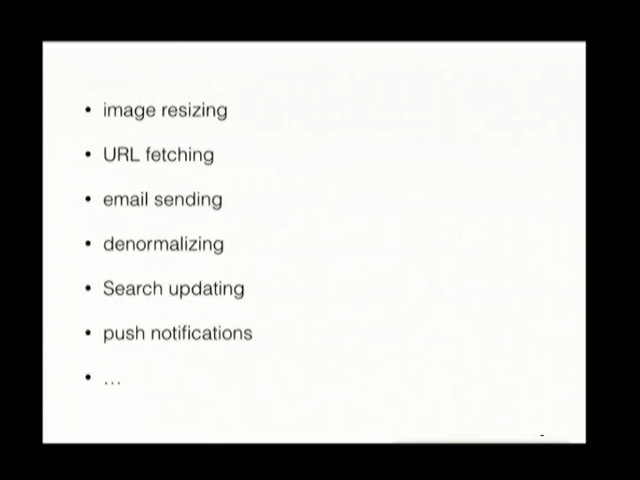 • image resizing
• URL fetching
• email sending
• denormalizing
• Search updating
• push notifications
• …